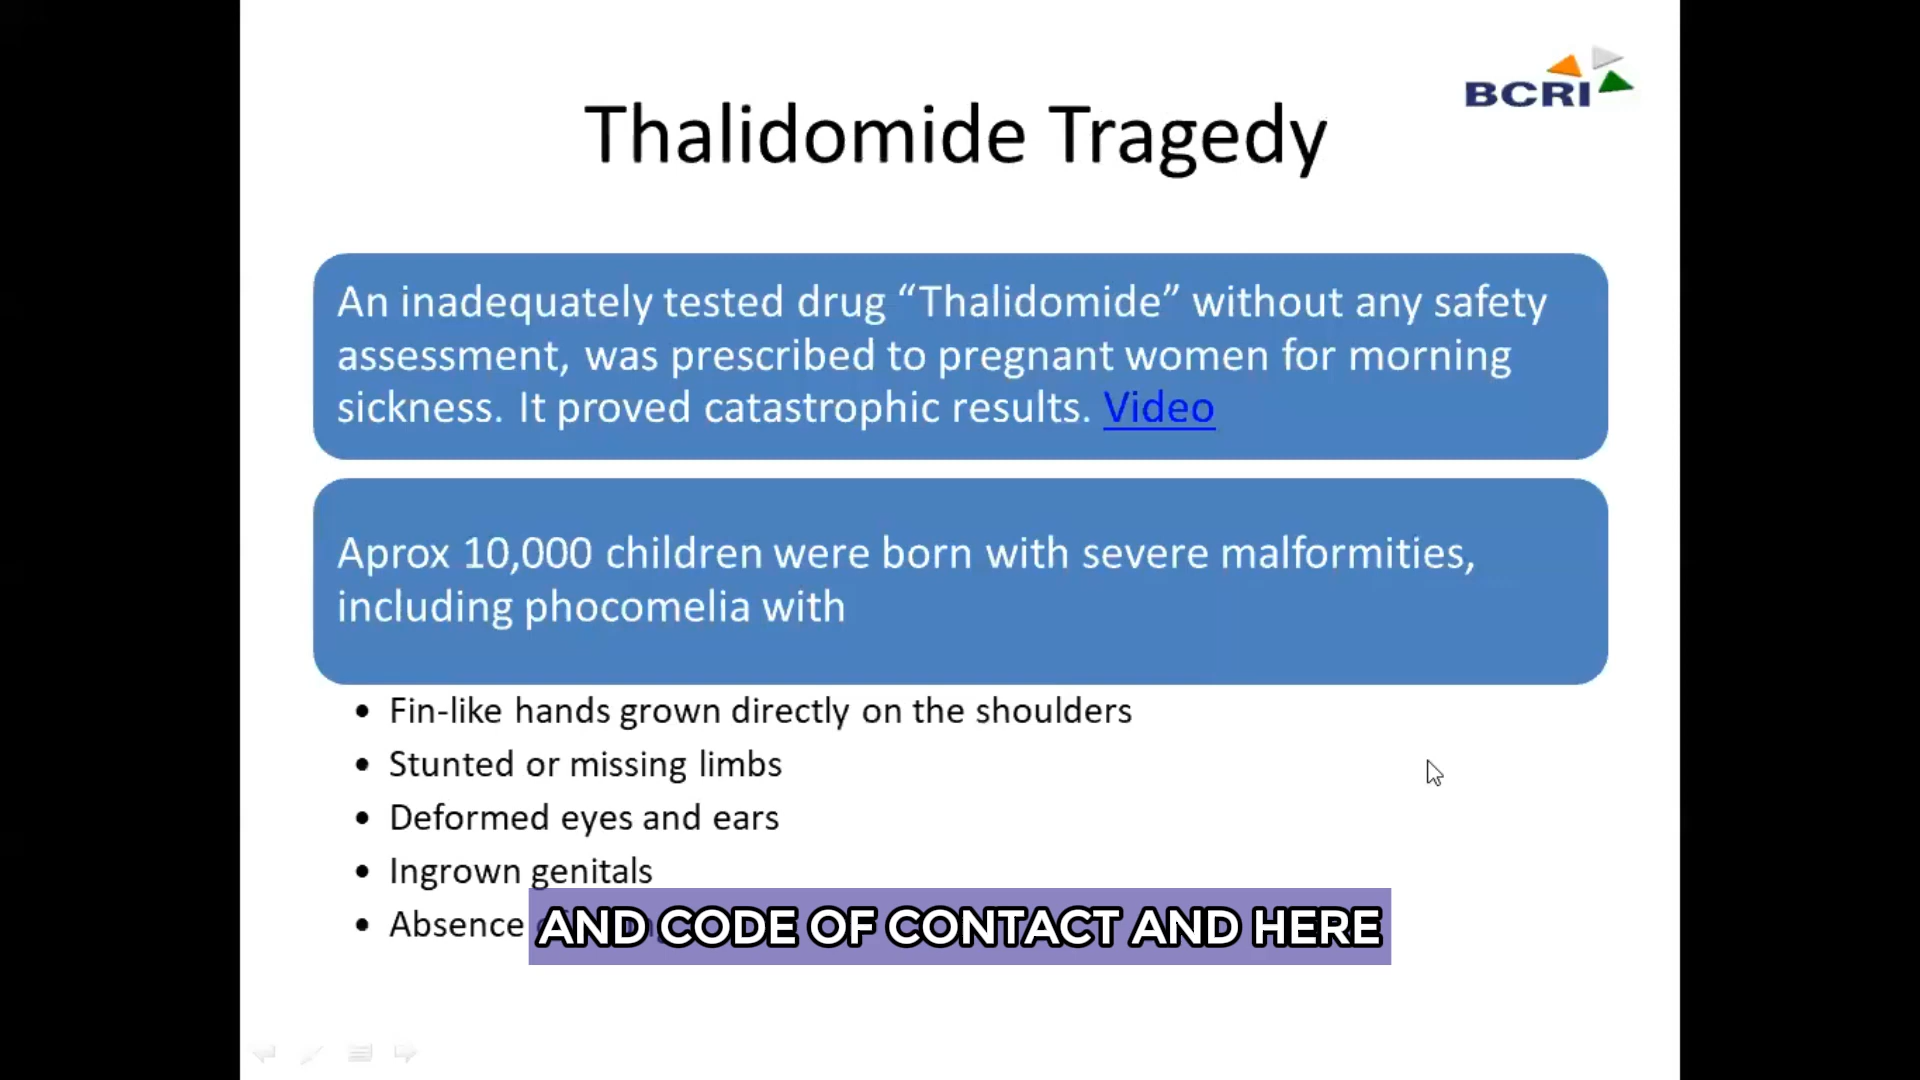 BCRI
Thalidomide Tragedy
An inadequately tested drug “Thalidomide” without any safety
assessment, was prescribed to pregnant women for morning
sickness. It proved catastrophic results. Video
Aprox 10,000 children were born with severe malformities,
including phocomelia with
• Fin-like hands grown directly on the shoulders
• Stunted or missing limbs
• Deformed eyes and ears
• Ingrown genitals
• Absence
AND CODE OF CONTACT AND HERE